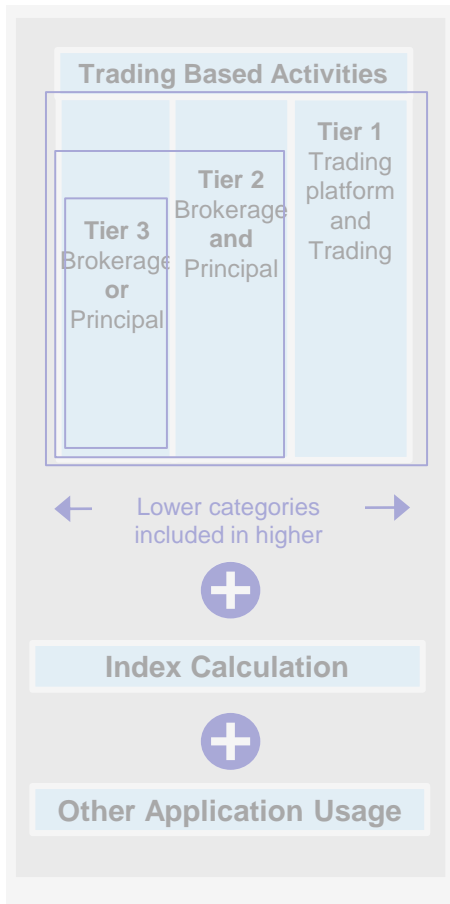 Trading Based Activities
Tier 3
Brokerage
or
Principal
Tier 2
Brokerage
and
Principal
Tier 1
Trading
platform
and
Trading
Lower categories
included in higher
Index Calculation
Other Application Usage